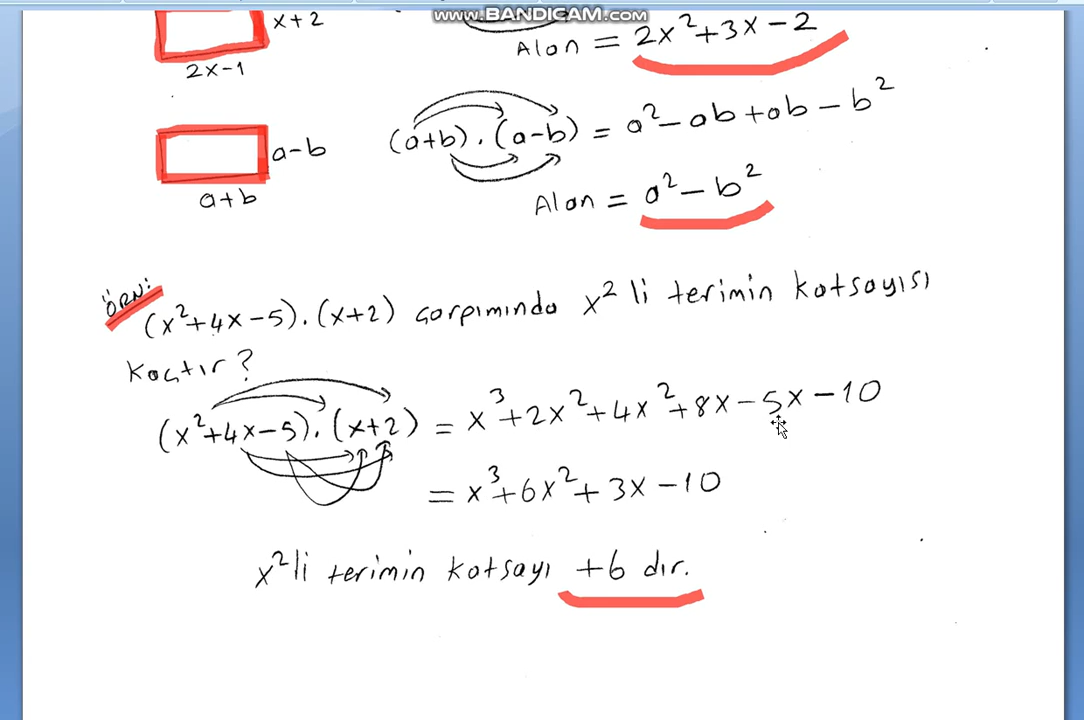 www.BANDICAM.com
x+2
2x-1
Alan = 2x²+3x-2
a-b
a+b
(a+b).(a-b) = a²-ab+ab-b²
Alan = a²-b²
ÖRN:
(x²+4x-5).(x+2) çarpımında x² li terimin katsayısı
kaçtır?
(x²+4x-5).(x+2) = x³+2x²+4x²+8x-5x-10
= x³+6x²+3x-10
x² li terimin katsayı +6 dır.